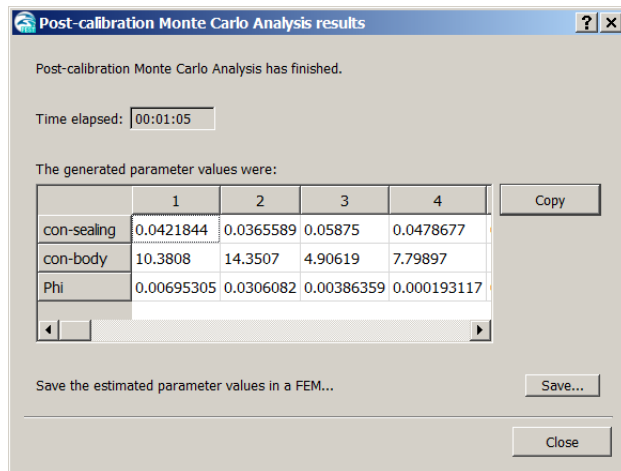 Post-calibration Monte Carlo Analysis results
Post-calibration Monte Carlo Analysis has finished.
Time elapsed: 00:01:05
The generated parameter values were:
1 2 3 4
con-sealing 0.0421844 0.0365589 0.05875 0.0478677
con-body 10.3808 14.3507 4.90619 7.79897
Phi 0.00695305 0.0306082 0.00386359 0.000193117
Copy
Save the estimated parameter values in a FEM...
Save...
Close